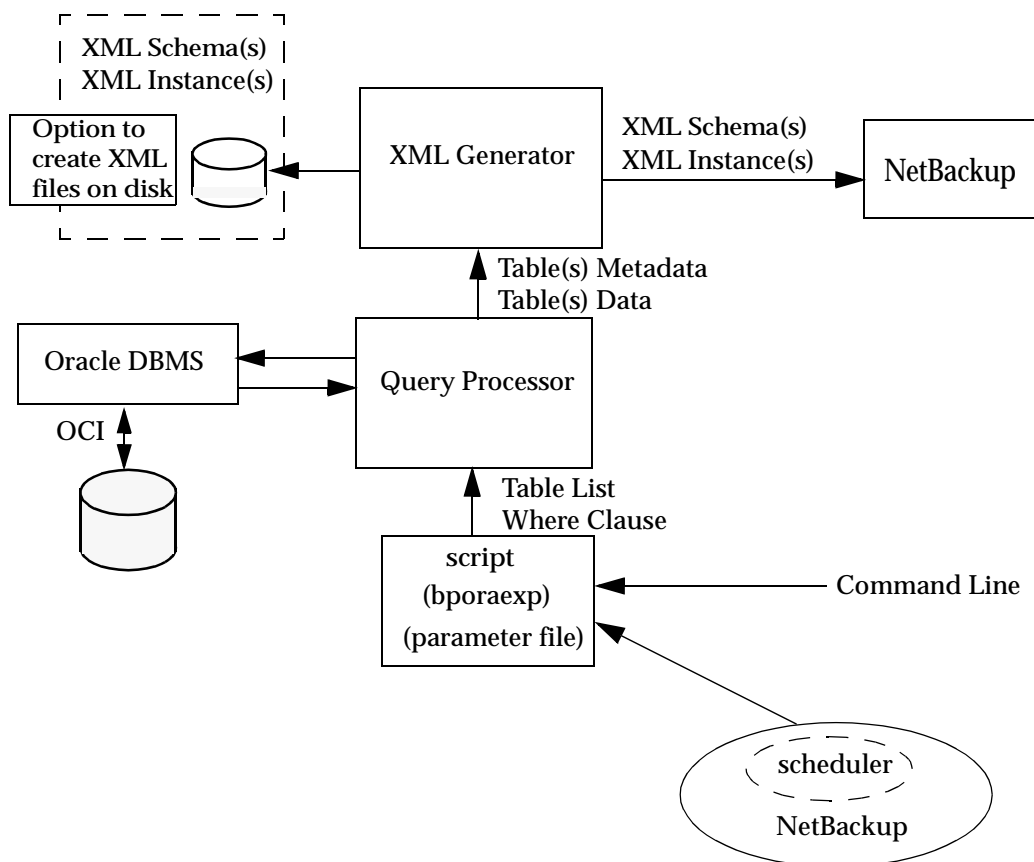 XML Schema(s)
XML Instance(s)
Option to
create XML
files on disk
XML Generator
XML Schema(s)
XML Instance(s)
NetBackup
Table(s) Metadata
Table(s) Data
Oracle DBMS
Query Processor
OCI
Table List
Where Clause
script
(bporaexp)
(parameter file)
Command Line
scheduler
NetBackup